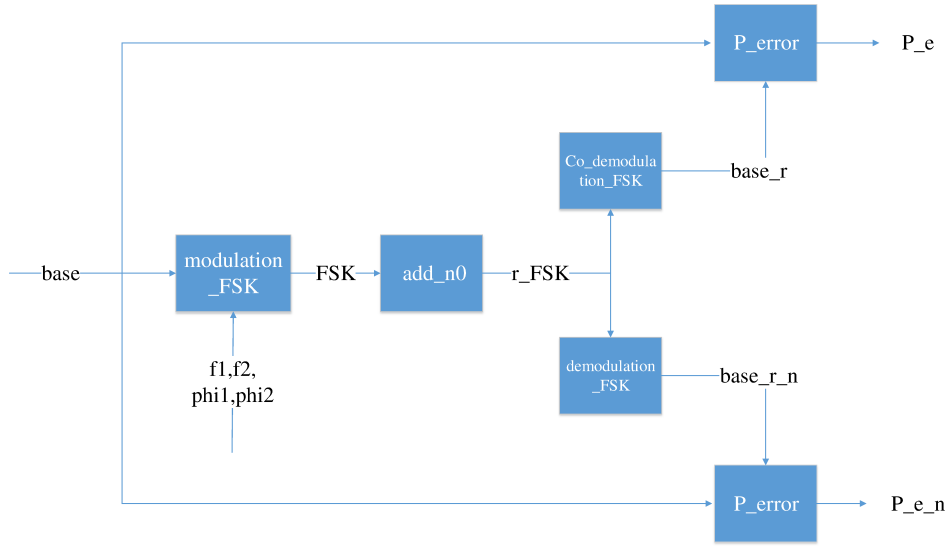 P_error
P_e
Co_demodula
tion_FSK
base_r
base
modulation
_FSK
FSK
add_n0
r_FSK
f1,f2,
phi1,phi2
demodulation
_FSK
base_r_n
P_error
P_e_n